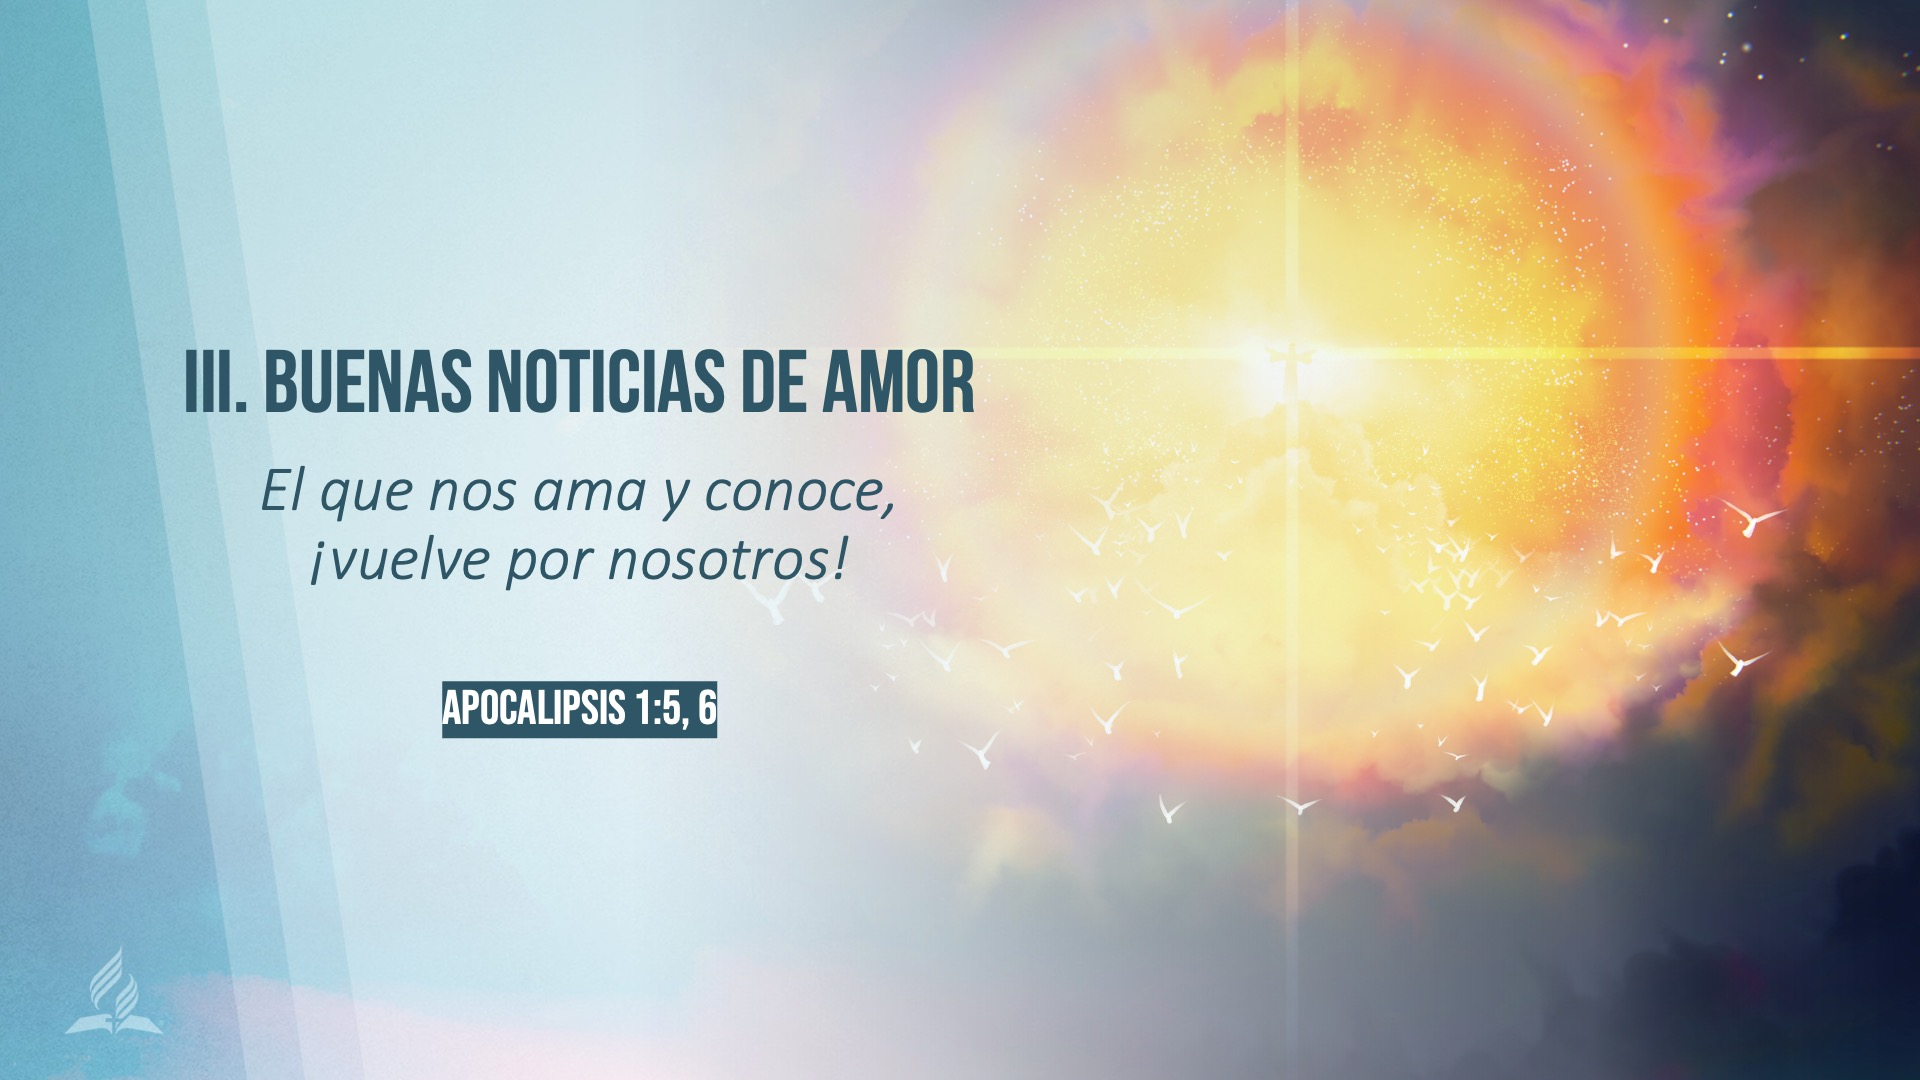 III. BUENAS NOTICIAS DE AMOR
El que nos ama y conoce,
¡vuelve por nosotros!
APOCALIPSIS 1:5, 6